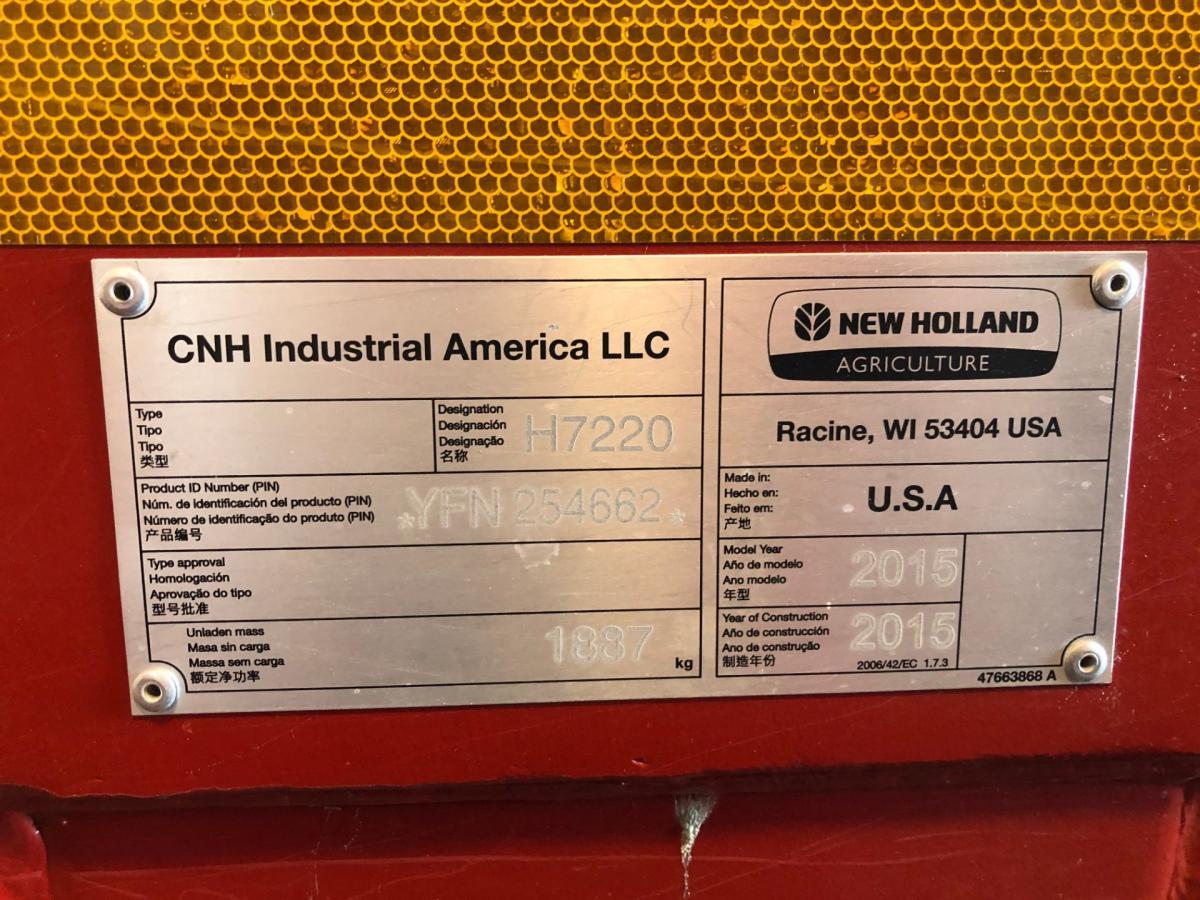 CNH Industrial America LLC
Type
Tipo
Tipo
类型
Designation
Designación
Designação
名称
H7220
Product ID Number (PIN)
Núm. de identificación del producto (PIN)
Número de identificação do produto (PIN)
产品编号
*YFN 254662*
Type approval
Homologación
Aprovação do tipo
型号批准
Unladen mass
Masa sin carga
Massa sem carga
额定净功率
1887
kg
NEW HOLLAND
AGRICULTURE
Racine, WI 53404 USA
Made in:
Hecho en:
Feito em:
产地
U.S.A
Model Year
Año de modelo
Ano modelo
年型
2015
Year of Construction
Año de construcción
Ano de construção
制造年份
2015
2006/42/EC 1.7.3
47663868 A